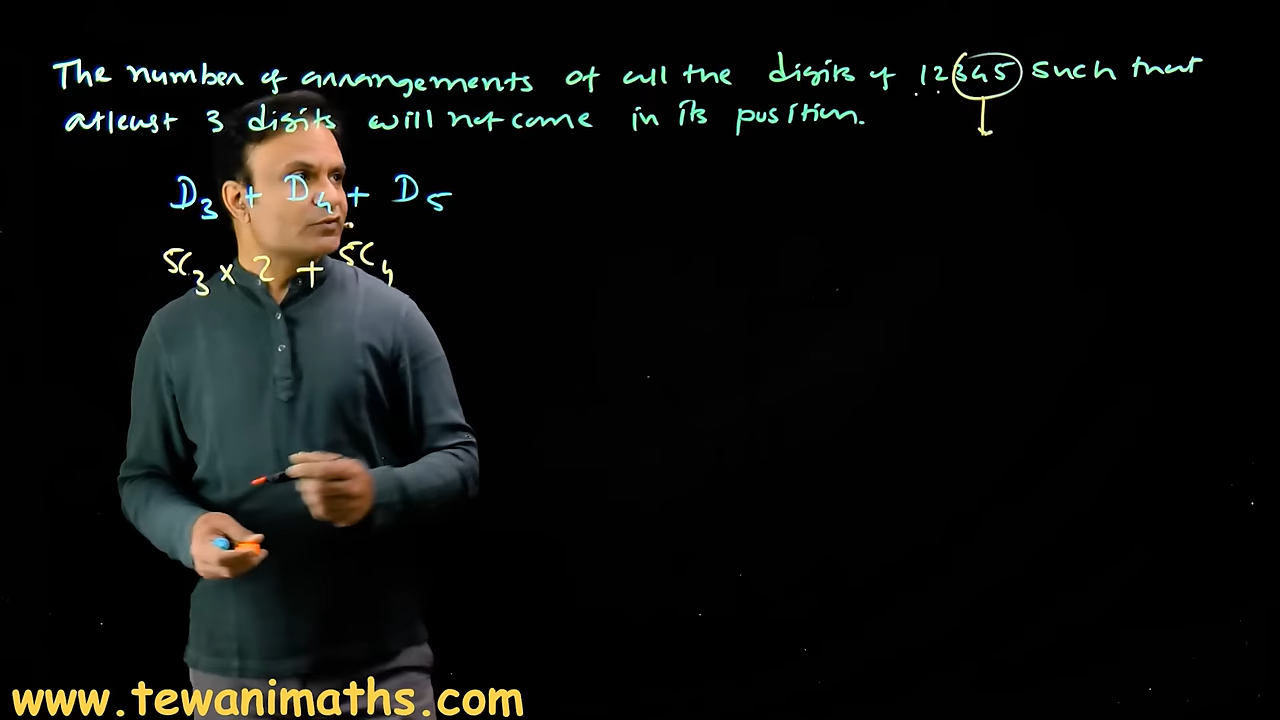 The number of arrangements of all the digits of 12345 such that
atleast 3 digits will not come in its position.
D3 + D4 + D5
5C3 × 2 + 5C4
www.tewanimaths.com